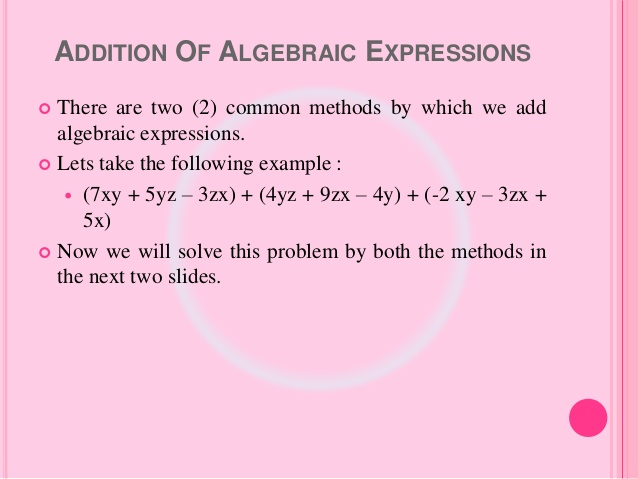 ADDITION OF ALGEBRAIC EXPRESSIONS
There are two (2) common methods by which we add
algebraic expressions.
Lets take the following example :
(7xy + 5yz – 3zx) + (4yz + 9zx – 4y) + (-2 xy – 3zx +
5x)
Now we will solve this problem by both the methods in
the next two slides.